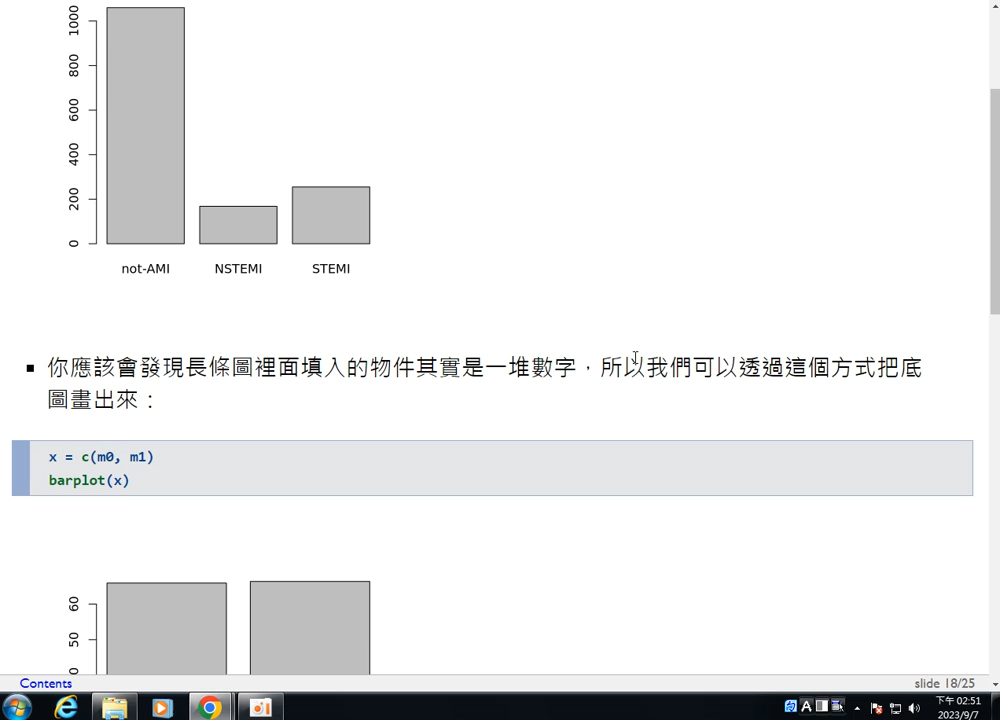 1000
800
600
400
200
0
not-AMI NSTEMI STEMI
你應該會發現長條圖裡面填入的物件其實是一堆數字，所以我們可以透過這個方式把底
圖畫出來：
x = c(m0, m1)
barplot(x)
60
50
Contents
slide 18/25
下午 02:51
2023/9/7